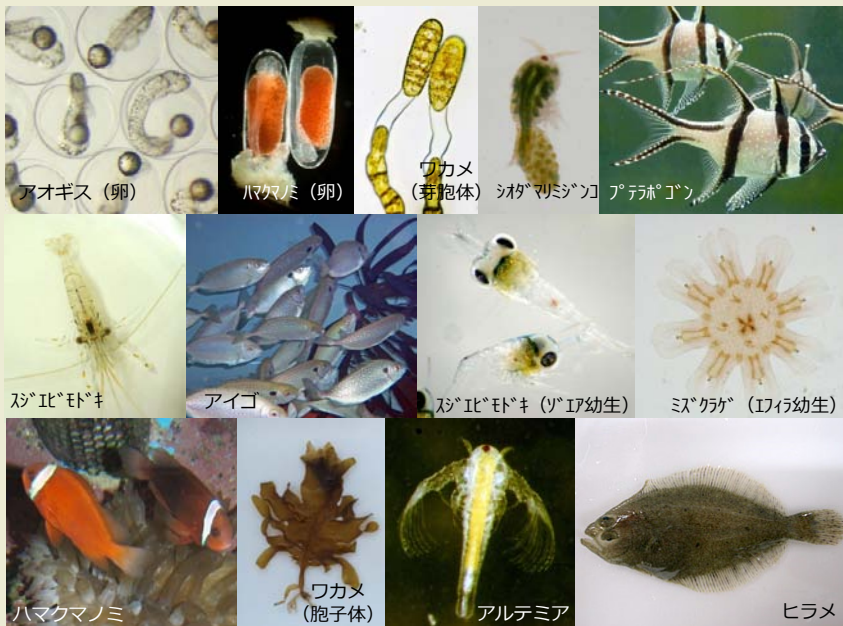 アオギス（卵）
ﾊﾏｸﾏﾉﾐ（卵）
ワカメ
（芽胞体）
ｼｵﾀﾞﾏﾘﾐｼﾞﾝｺ
ﾌﾟﾃﾗﾎﾟｺﾞﾝ
ｽｼﾞｴﾋﾞﾓﾄﾞｷ
アイゴ
ｽｼﾞｴﾋﾞﾓﾄﾞｷ（ｿﾞｴｱ幼生）
ﾐｽﾞｸﾗｹﾞ（ｴﾌｨﾗ幼生）
ハマクマノミ
ワカメ
（胞子体）
アルテミア
ヒラメ